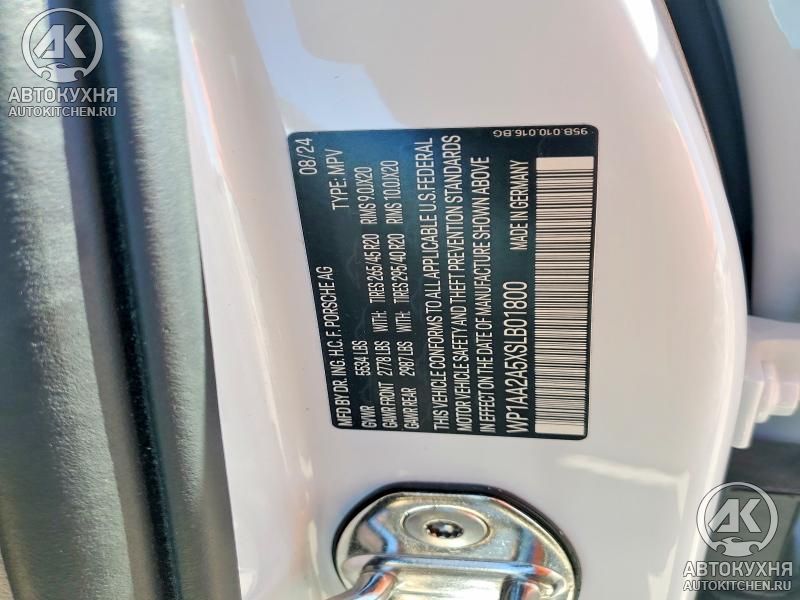 AK
АВТОКУХНЯ
AUTOKITCHEN.RU
MFD BY DR. ING. H.C. F. PORSCHE AG 08/24
GVWR 5534 LBS TYPE: MPV
GAWR FRONT 2778 LBS WITH: TIRES 265/45 R20 RIMS 9.0JX20
GAWR REAR 2987 LBS WITH: TIRES 295/40 R20 RIMS 10.0JX20
THIS VEHICLE CONFORMS TO ALL APPLICABLE U.S. FEDERAL
MOTOR VEHICLE SAFETY AND THEFT PREVENTION STANDARDS
IN EFFECT ON THE DATE OF MANUFACTURE SHOWN ABOVE
WP1AA2A5XSLB01800 MADE IN GERMANY
95B.010.016.BG
AK
АВТОКУХНЯ
AUTOKITCHEN.RU